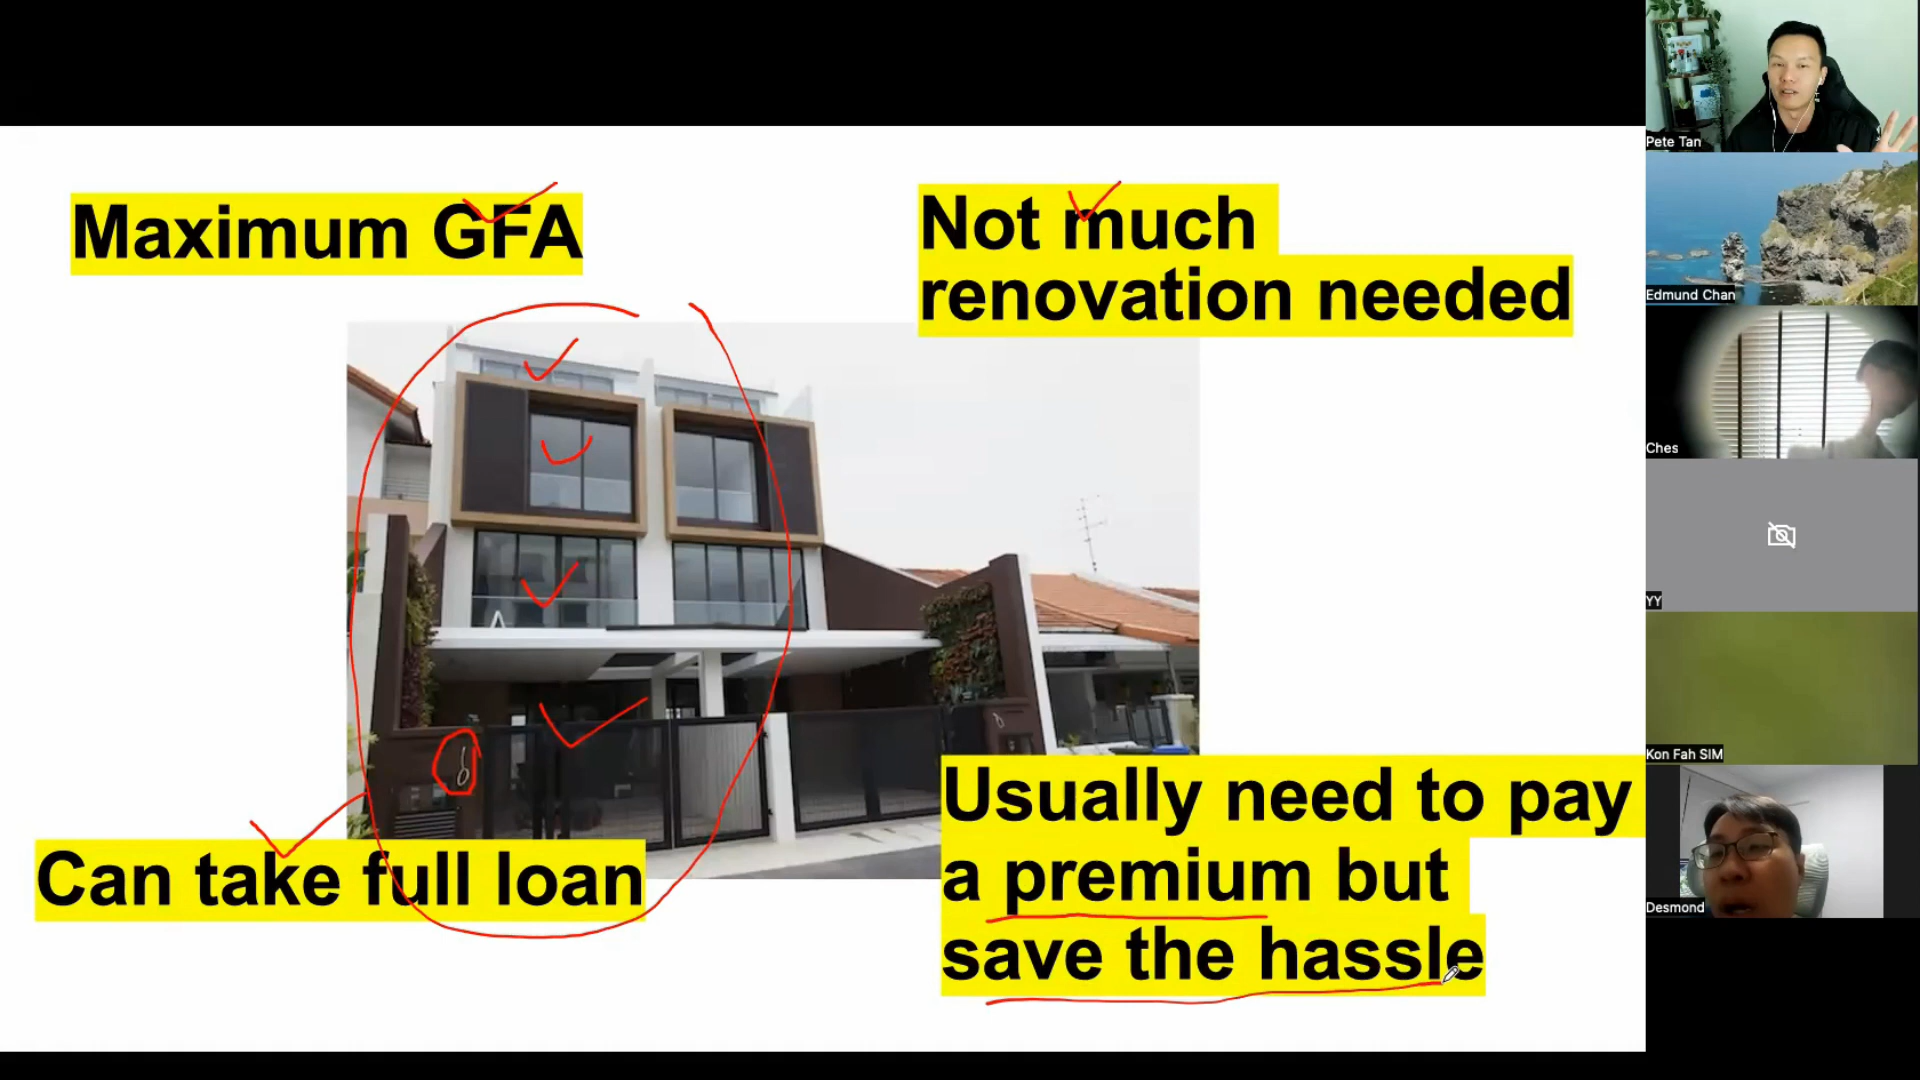 Maximum GFA
Not much
renovation needed
Can take full loan
Usually need to pay
a premium but
save the hassle
Pete Tan
Edmund Chan
Ches
YY
Kon Fah SIM
Desmond